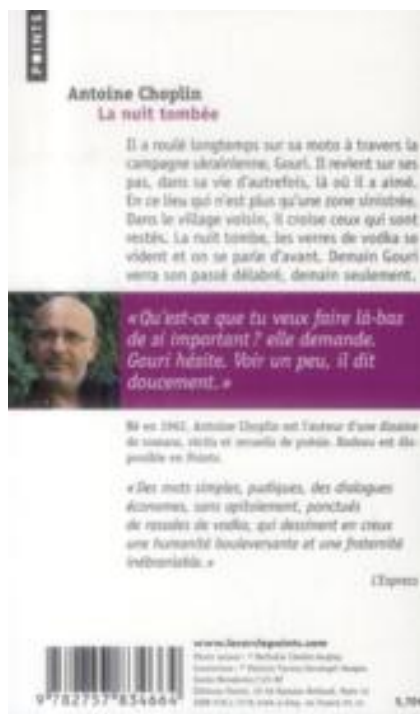 POINTS
Antoine Choplin
La nuit tombée
Il a roulé longtemps sur sa moto à travers la
campagne ukrainienne, Gouri. Il revient sur ses
pas, dans sa vie d'autrefois, là où il a aimé.
En ce lieu qui n'est plus qu'une zone sinistrée.
Dans le village voisin, il croise ceux qui sont
restés. La nuit tombe, les verres de vodka se
vident et on se parle d'avant. Demain Gouri
verra son passé délabré, demain seulement.
« Qu'est-ce que tu veux faire là-bas
de si important ? elle demande.
Gouri hésite. Voir un peu, il dit
doucement. »
Né en 1962, Antoine Choplin est l'auteur d'une dizaine
de romans, récits et recueils de poésie. Radeau est dis-
ponible en Points.
« Des mots simples, pudiques, des dialogues
économes, sans apitoiement, ponctués
de rasades de vodka, qui dessinent en creux
une humanité bouleversante et une fraternité
inébranlable. »
L'Express
www.lecerclepoints.com
9 782757 834664